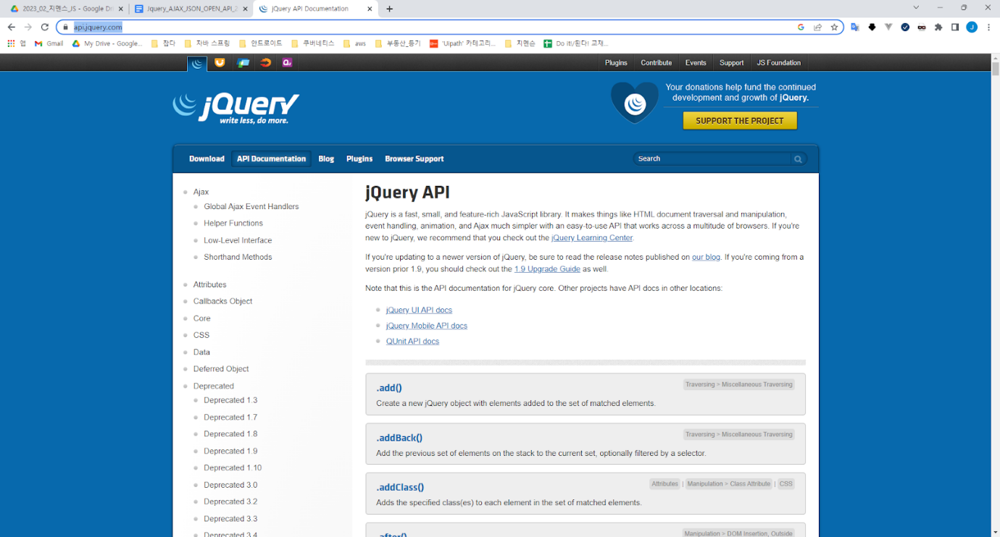 2023_02_지멘스_JS - Google Dr
Jquery_AJAX_JSON_OPEN_API_2
jQuery API Documentation
api.jquery.com
앱
Gmail
My Drive - Google...
잡다
자바 스프링
안드로이드
쿠버네티스
aws
부동산_등기
'Uipath' 카테고리...
지멘슨
Do it!/된다! 교재...
Plugins
Contribute
Events
Support
JS Foundation
jQuery
write less, do more.
Your donations help fund the continued
development and growth of jQuery.
SUPPORT THE PROJECT
Download
API Documentation
Blog
Plugins
Browser Support
Search
Ajax
Global Ajax Event Handlers
Helper Functions
Low-Level Interface
Shorthand Methods
Attributes
Callbacks Object
Core
CSS
Data
Deferred Object
Deprecated
Deprecated 1.3
Deprecated 1.7
Deprecated 1.8
Deprecated 1.9
Deprecated 1.10
Deprecated 3.0
Deprecated 3.2
Deprecated 3.3
Deprecated 3.4
jQuery API
jQuery is a fast, small, and feature-rich JavaScript library. It makes things like HTML document traversal and manipulation,
event handling, animation, and Ajax much simpler with an easy-to-use API that works across a multitude of browsers. If you're
new to jQuery, we recommend that you check out the jQuery Learning Center.
If you're updating to a newer version of jQuery, be sure to read the release notes published on our blog. If you're coming from a
version prior 1.9, you should check out the 1.9 Upgrade Guide as well.
Note that this is the API documentation for jQuery core. Other projects have API docs in other locations:
jQuery UI API docs
jQuery Mobile API docs
QUnit API docs
.add()
Traversing > Miscellaneous Traversing
Create a new jQuery object with elements added to the set of matched elements.
.addBack()
Traversing > Miscellaneous Traversing
Add the previous set of elements on the stack to the current set, optionally filtered by a selector.
.addClass()
Attributes | Manipulation > Class Attribute | CSS
Adds the specified class(es) to each element in the set of matched elements.
.after()
Manipulation > DOM Insertion, Outside